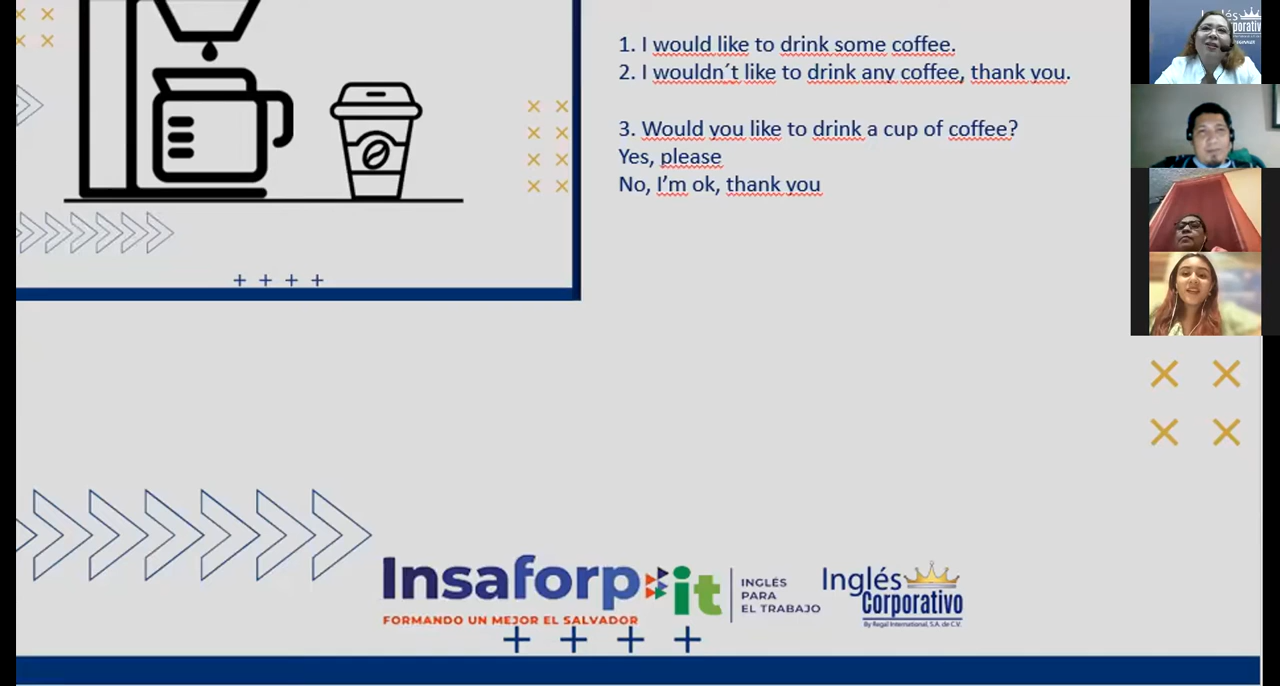 1. I would like to drink some coffee.
2. I wouldn´t like to drink any coffee, thank you.
3. Would you like to drink a cup of coffee?
Yes, please
No, I'm ok, thank you
Insaforp it
FORMANDO UN MEJOR EL SALVADOR
INGLÉS
PARA
EL TRABAJO
Inglés
Corporativo
By Regal International, S.A. de C.V.